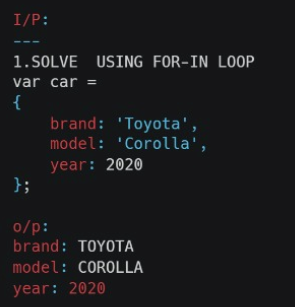 I/P:
---
1.SOLVE  USING FOR-IN LOOP
var car =
{
    brand: 'Toyota',
    model: 'Corolla',
    year: 2020
};

o/p:
brand: TOYOTA
model: COROLLA
year: 2020